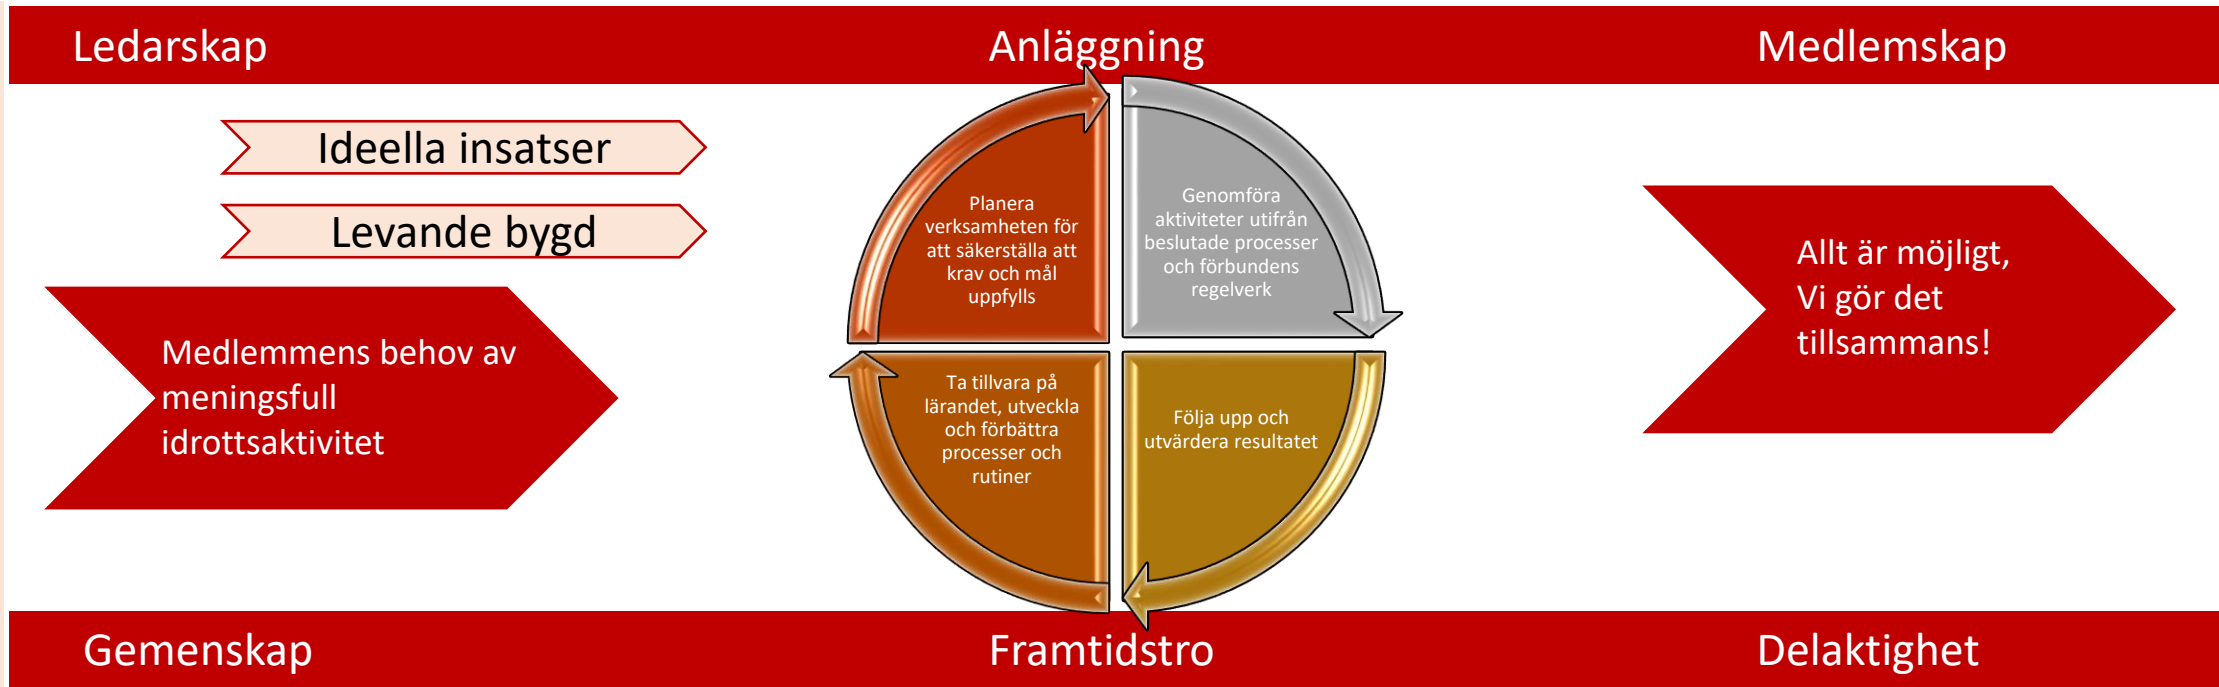 Ledarskap
Anläggning
Medlemskap
Ideella insatser
Levande bygd
Medlemmens behov av
meningsfull
idrottsaktivitet
Planera
verksamheten för
att säkerställa att
krav och mål
uppfylls
Genomföra
aktiviteter utifrån
beslutade processer
och förbundens
regelverk
Ta tillvara på
lärandet, utveckla
och förbättra
processer och
rutiner
Följa upp och
utvärdera resultatet
Allt är möjligt,
Vi gör det
tillsammans!
Gemenskap
Framtidstro
Delaktighet